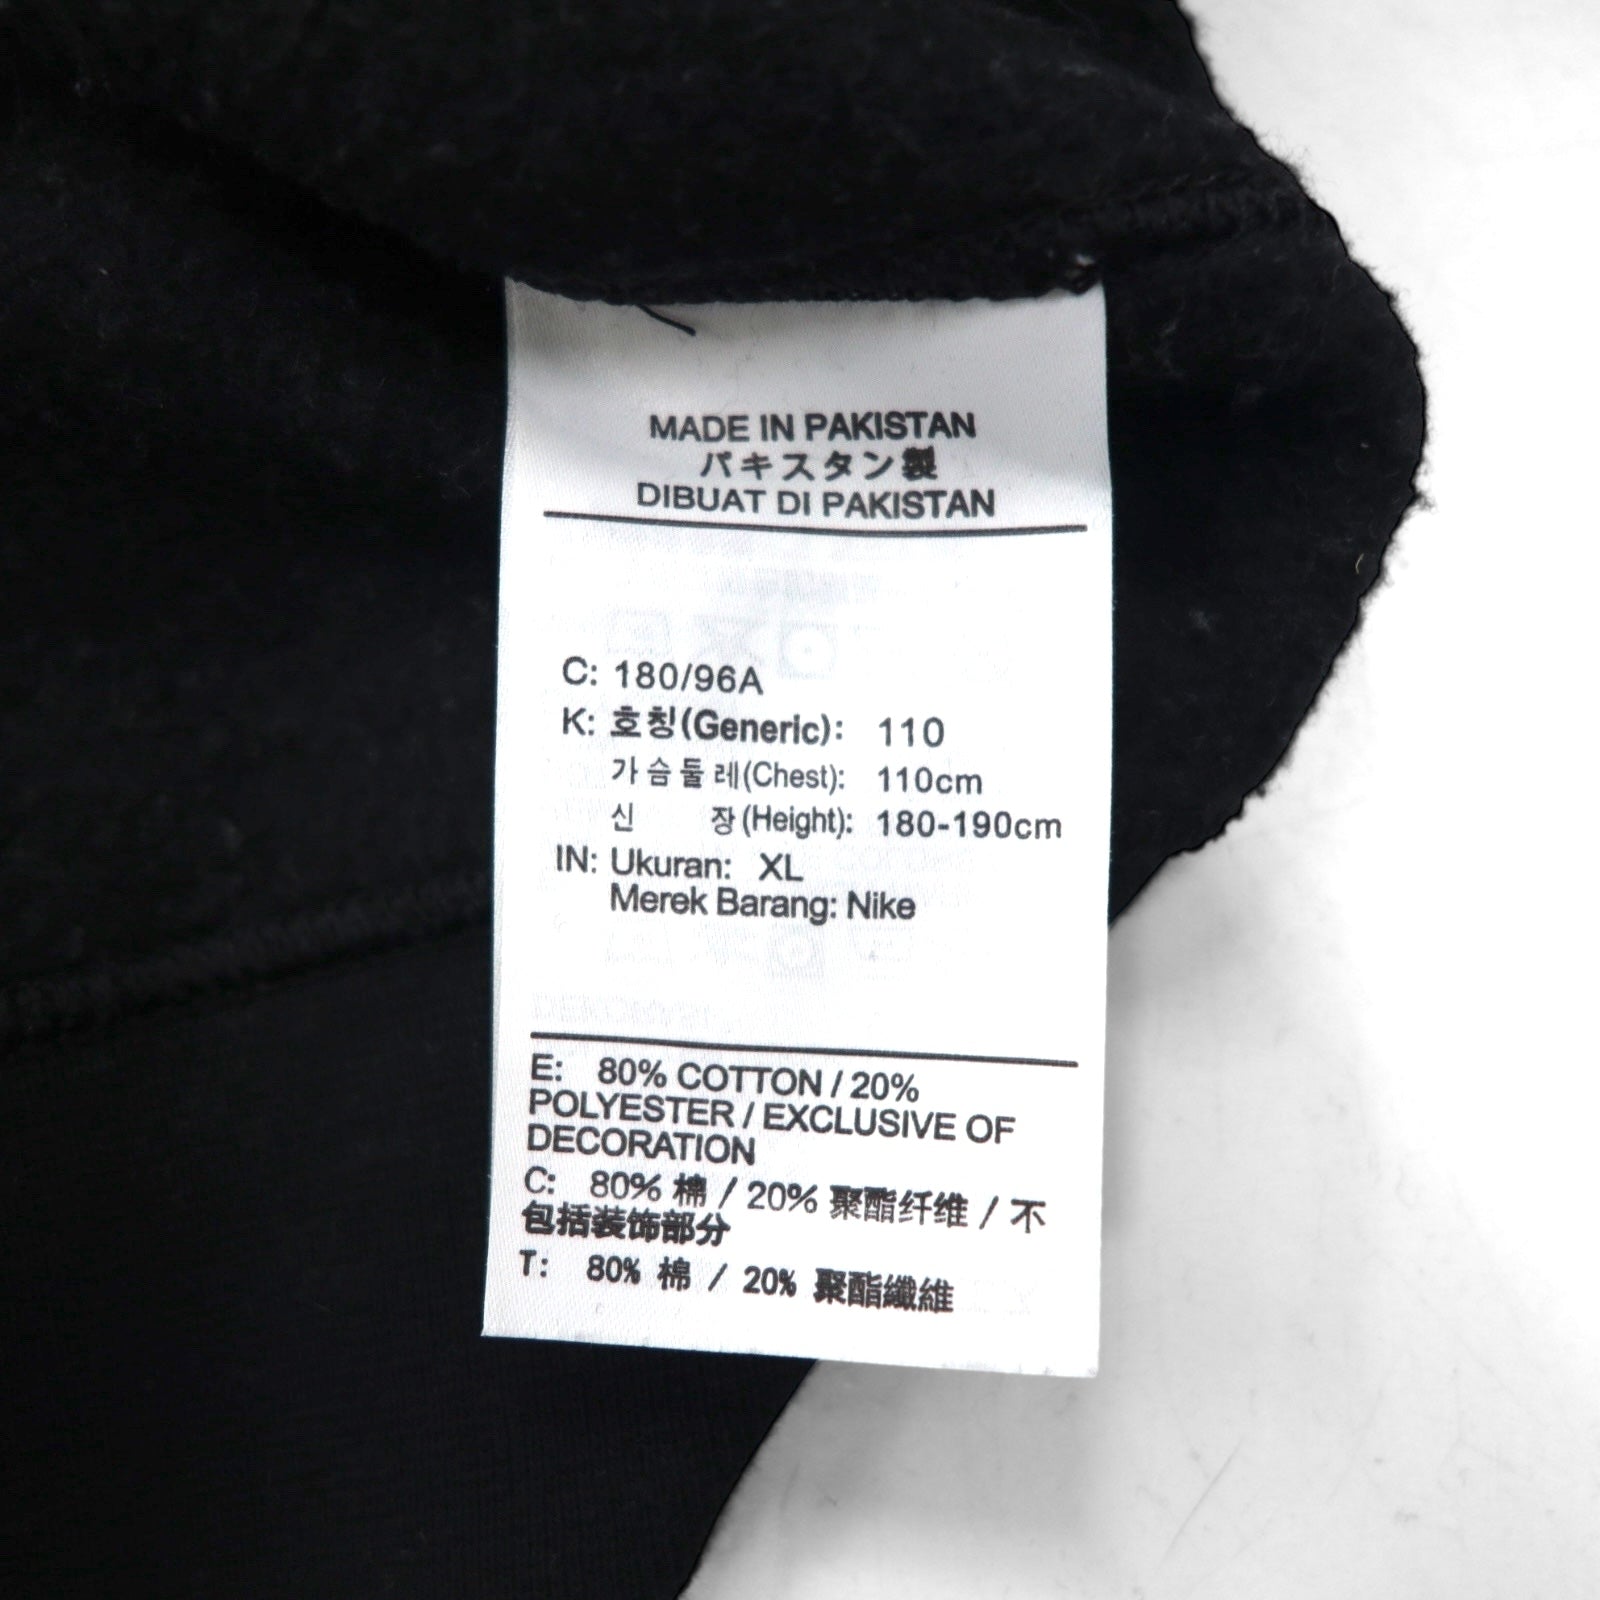 MADE IN PAKISTAN
パキスタン製
DIBUAT DI PAKISTAN
C: 180/96A
K: 호칭(Generic): 110
가슴둘레(Chest): 110cm
신 장(Height): 180-190cm
IN: Ukuran: XL
Merek Barang: Nike
E: 80% COTTON / 20%
POLYESTER / EXCLUSIVE OF
DECORATION
C: 80% 棉 / 20% 聚酯纤维 / 不
包括装饰部分
T: 80% 棉 / 20% 聚酯纖維